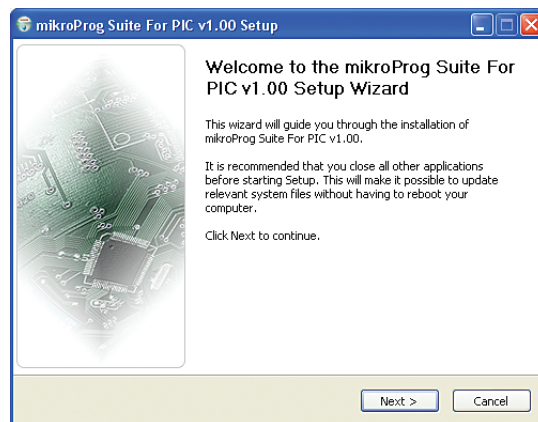 mikroProg Suite For PIC v1.00 Setup
Welcome to the mikroProg Suite For
PIC v1.00 Setup Wizard
This wizard will guide you through the installation of
mikroProg Suite For PIC v1.00.
It is recommended that you close all other applications
before starting Setup. This will make it possible to update
relevant system files without having to reboot your
computer.
Click Next to continue.
Next >
Cancel